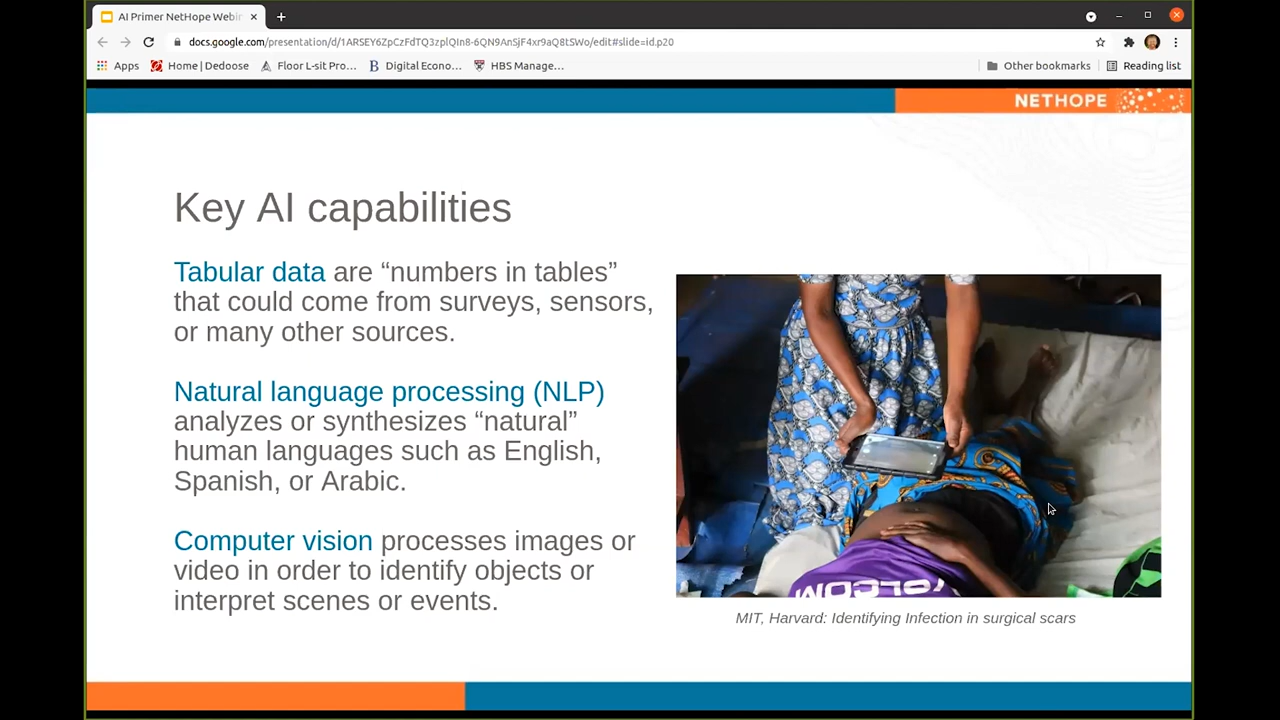 AI Primer NetHope Webin
docs.google.com/presentation/d/1ARSEY6ZpCzFdTQ3zplQIn8-6QN9AnSjF4xr9aQ8tSWo/edit#slide=id.p20
Apps Home | Dedoose Floor L-sit Pro... Digital Econo... HBS Manage... Other bookmarks Reading list
NETHOPE
Key AI capabilities
Tabular data are “numbers in tables”
that could come from surveys, sensors,
or many other sources.
Natural language processing (NLP)
analyzes or synthesizes “natural”
human languages such as English,
Spanish, or Arabic.
Computer vision processes images or
video in order to identify objects or
interpret scenes or events.
OLCOM
MIT, Harvard: Identifying Infection in surgical scars